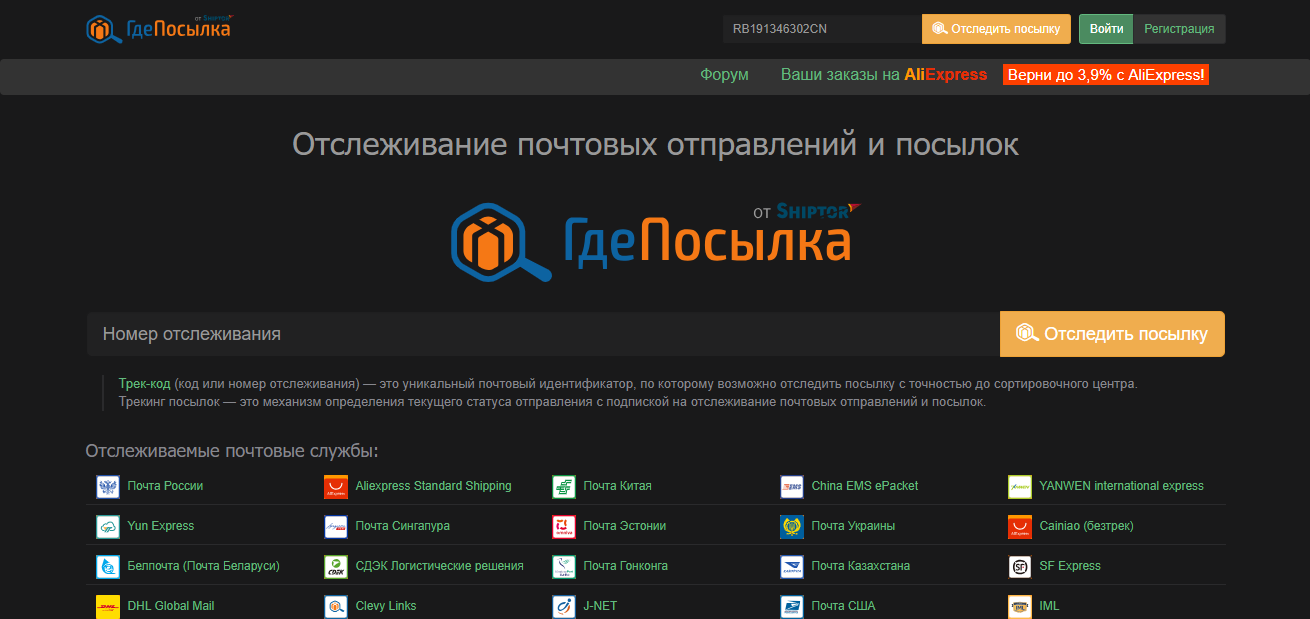 от SHIPTOR
ГдеПосылка
RB191346302CN Отследить посылку Войти Регистрация
Форум Ваши заказы на AliExpress Верни до 3,9% с AliExpress!
Отслеживание почтовых отправлений и посылок
от SHIPTOR
ГдеПосылка
Номер отслеживания Отследить посылку
Трек-код (код или номер отслеживания) — это уникальный почтовый идентификатор, по которому возможно отследить посылку с точностью до сортировочного центра.
Трекинг посылок — это механизм определения текущего статуса отправления с подпиской на отслеживание почтовых отправлений и посылок.
Отслеживаемые почтовые службы:
Почта России Aliexpress Standard Shipping Почта Китая China EMS ePacket YANWEN international express
Yun Express Почта Сингапура Почта Эстонии Почта Украины Cainiao (безтрек)
Белпочта (Почта Беларуси) СДЭК Логистические решения Почта Гонконга Почта Казахстана SF Express
DHL Global Mail Clevy Links J-NET Почта США IML